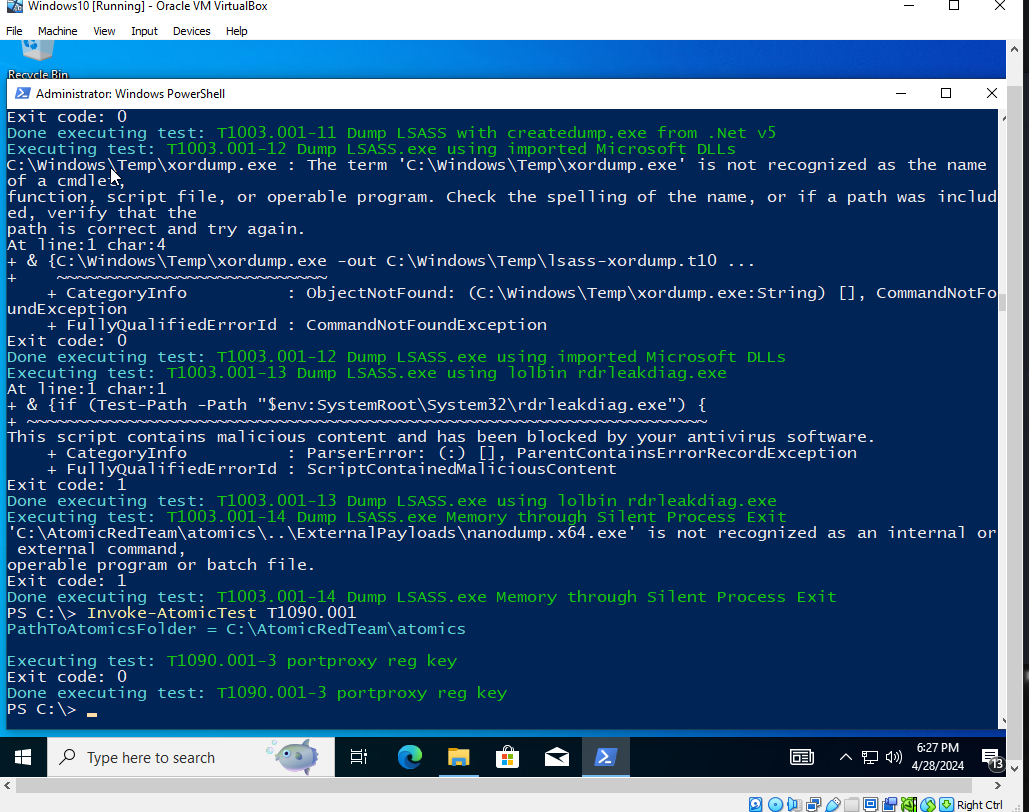 Windows10 [Running] - Oracle VM VirtualBox
File Machine View Input Devices Help
Recycle Bin
Administrator: Windows PowerShell
Exit code: 0
Done executing test: T1003.001-11 Dump LSASS with createdump.exe from .Net v5
Executing test: T1003.001-12 Dump LSASS.exe using imported Microsoft DLLs
C:\Windows\Temp\xordump.exe : The term 'C:\Windows\Temp\xordump.exe' is not recognized as the name
of a cmdlet,
function, script file, or operable program. Check the spelling of the name, or if a path was includ
ed, verify that the
path is correct and try again.
At line:1 char:4
+ & {C:\Windows\Temp\xordump.exe -out C:\Windows\Temp\lsass-xordump.t10 ...
+    ~~~~~~~~~~~~~~~~~~~~~~~~~~~
    + CategoryInfo          : ObjectNotFound: (C:\Windows\Temp\xordump.exe:String) [], CommandNotFo
undException
    + FullyQualifiedErrorId : CommandNotFoundException
Exit code: 0
Done executing test: T1003.001-12 Dump LSASS.exe using imported Microsoft DLLs
Executing test: T1003.001-13 Dump LSASS.exe using lolbin rdrleakdiag.exe
At line:1 char:1
+ & {if (Test-Path -Path "$env:SystemRoot\System32\rdrleakdiag.exe") {
+ ~~~~~~~~~~~~~~~~~~~~~~~~~~~~~~~~~~~~~~~~~~~~~~~~~~~~~~~~~~~~~~~~~~~~
This script contains malicious content and has been blocked by your antivirus software.
    + CategoryInfo          : ParserError: (:) [], ParentContainsErrorRecordException
    + FullyQualifiedErrorId : ScriptContainedMaliciousContent
Exit code: 1
Done executing test: T1003.001-13 Dump LSASS.exe using lolbin rdrleakdiag.exe
Executing test: T1003.001-14 Dump LSASS.exe Memory through Silent Process Exit
'C:\AtomicRedTeam\atomics\..\ExternalPayloads\nanodump.x64.exe' is not recognized as an internal or
 external command,
operable program or batch file.
Exit code: 1
Done executing test: T1003.001-14 Dump LSASS.exe Memory through Silent Process Exit
PS C:\> Invoke-AtomicTest T1090.001
PathToAtomicsFolder = C:\AtomicRedTeam\atomics
Executing test: T1090.001-3 portproxy reg key
Exit code: 0
Done executing test: T1090.001-3 portproxy reg key
PS C:\> _
Type here to search
6:27 PM
4/28/2024
13
Right Ctrl